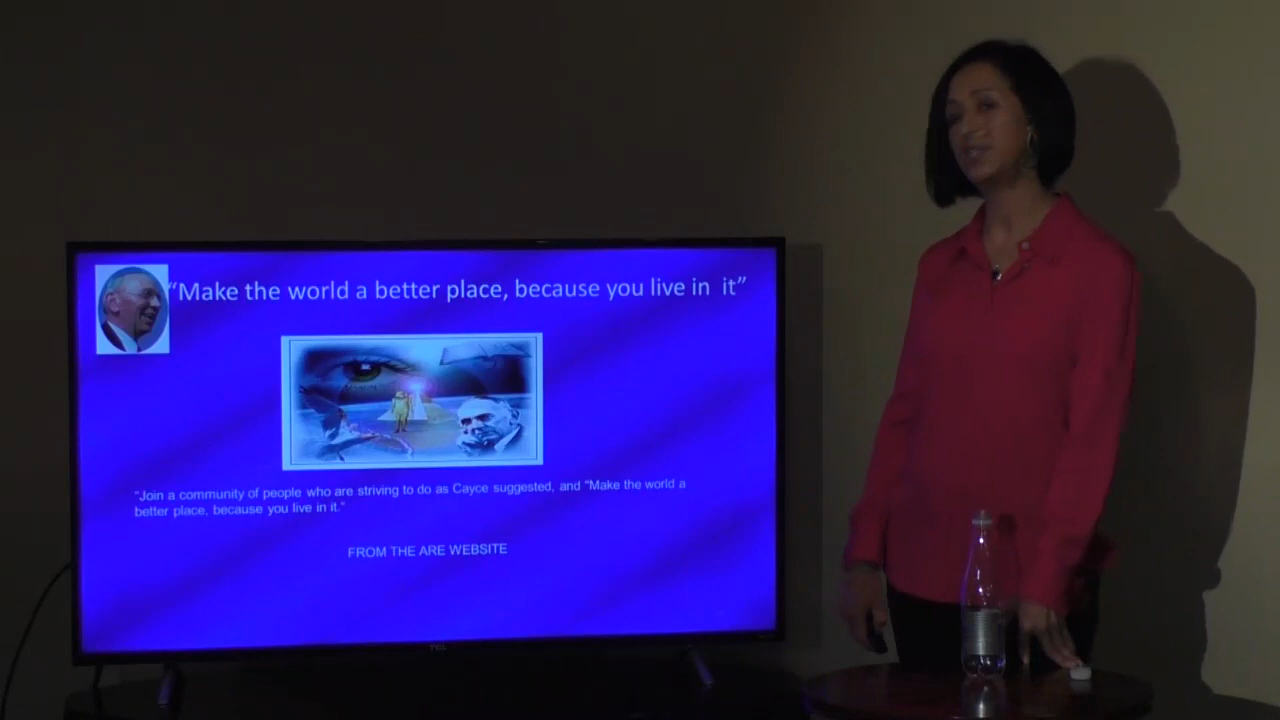 “Make the world a better place, because you live in it”
"Join a community of people who are striving to do as Cayce suggested, and "Make the world a
better place, because you live in it."
FROM THE ARE WEBSITE
TCL